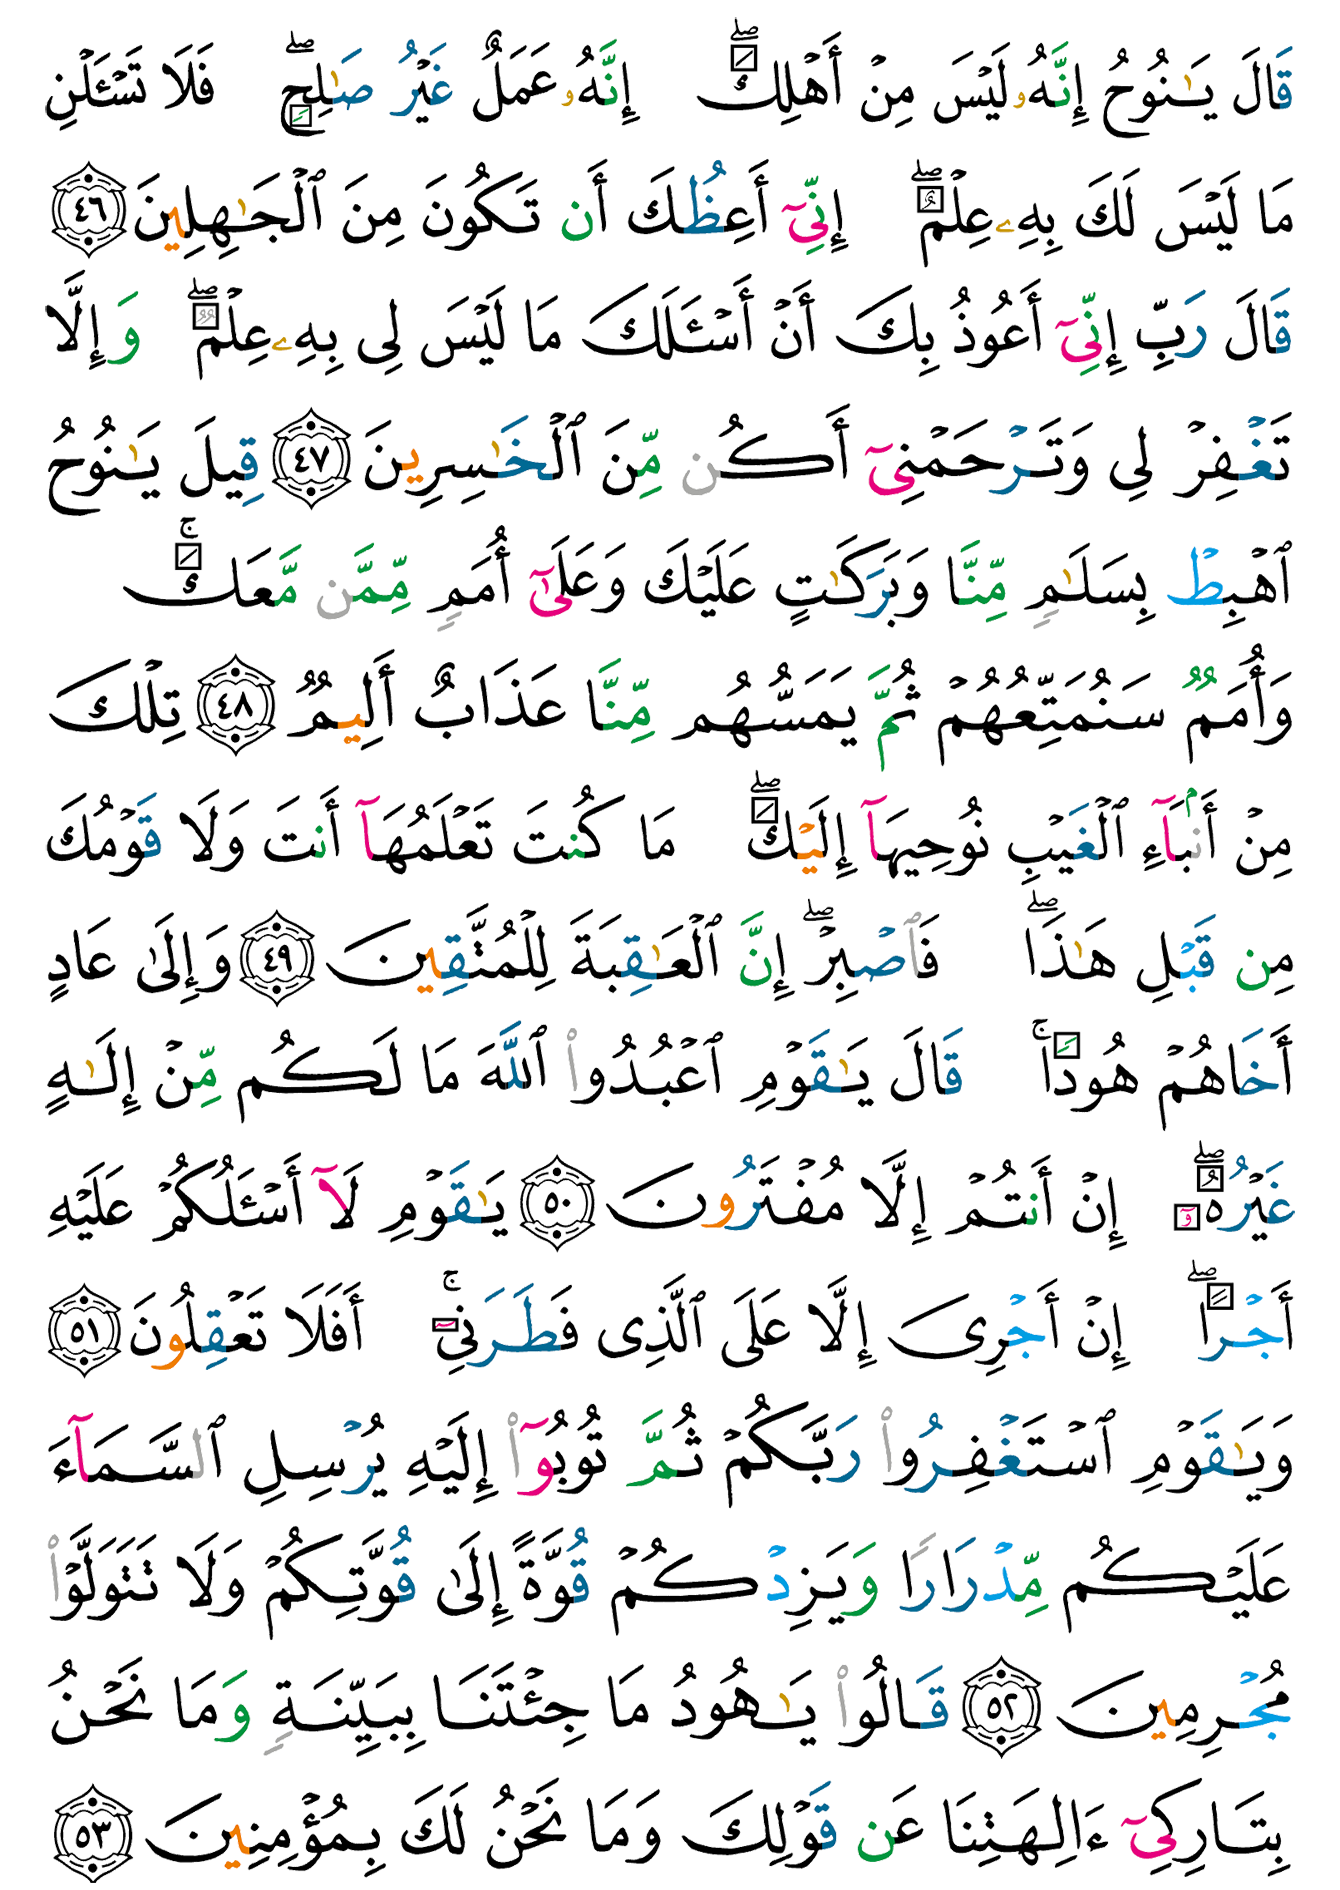 قَالَ يَـٰنُوحُ إِنَّهُۥ لَيْسَ مِنْ أَهْلِكَ ۖ إِنَّهُۥ عَمَلٌ غَيْرُ صَـٰلِحٍ ۖ فَلَا تَسْـَٔلْنِ
مَا لَيْسَ لَكَ بِهِۦ عِلْمٌ ۖ إِنِّىٓ أَعِظُكَ أَن تَكُونَ مِنَ ٱلْجَـٰهِلِينَ ٤٦
قَالَ رَبِّ إِنِّىٓ أَعُوذُ بِكَ أَنْ أَسْـَٔلَكَ مَا لَيْسَ لِى بِهِۦ عِلْمٌ ۖ وَإِلَّا
تَغْفِرْ لِى وَتَرْحَمْنِىٓ أَكُن مِّنَ ٱلْخَـٰسِرِينَ ٤٧ قِيلَ يَـٰنُوحُ
ٱهْبِطْ بِسَلَـٰمٍ مِّنَّا وَبَرَكَـٰتٍ عَلَيْكَ وَعَلَىٰٓ أُمَمٍ مِّمَّن مَّعَكَ ۚ
وَأُمَمٌ سَنُمَتِّعُهُمْ ثُمَّ يَمَسُّهُم مِّنَّا عَذَابٌ أَلِيمٌ ٤٨ تِلْكَ
مِنْ أَنۢبَآءِ ٱلْغَيْبِ نُوحِيهَآ إِلَيْكَ ۖ مَا كُنتَ تَعْلَمُهَآ أَنتَ وَلَا قَوْمُكَ
مِن قَبْلِ هَـٰذَا ۖ فَٱصْبِرْ ۖ إِنَّ ٱلْعَـٰقِبَةَ لِلْمُتَّقِينَ ٤٩ وَإِلَىٰ عَادٍ
أَخَاهُمْ هُودًا ۚ قَالَ يَـٰقَوْمِ ٱعْبُدُوا۟ ٱللَّهَ مَا لَكُم مِّنْ إِلَـٰهٍ
غَيْرُهُۥٓ ۖ إِنْ أَنتُمْ إِلَّا مُفْتَرُونَ ٥٠ يَـٰقَوْمِ لَآ أَسْـَٔلُكُمْ عَلَيْهِ
أَجْرًا ۖ إِنْ أَجْرِىَ إِلَّا عَلَى ٱلَّذِى فَطَرَنِىٓ ۚ أَفَلَا تَعْقِلُونَ ٥١
وَيَـٰقَوْمِ ٱسْتَغْفِرُوا۟ رَبَّكُمْ ثُمَّ تُوبُوٓا۟ إِلَيْهِ يُرْسِلِ ٱلسَّمَآءَ
عَلَيْكُم مِّدْرَارًا وَيَزِدْكُمْ قُوَّةً إِلَىٰ قُوَّتِكُمْ وَلَا تَتَوَلَّوْا۟
مُجْرِمِينَ ٥٢ قَالُوا۟ يَـٰهُودُ مَا جِئْتَنَا بِبَيِّنَةٍ وَمَا نَحْنُ
بِتَارِكِىٓ ءَالِهَتِنَا عَن قَوْلِكَ وَمَا نَحْنُ لَكَ بِمُؤْمِنِينَ ٥٣